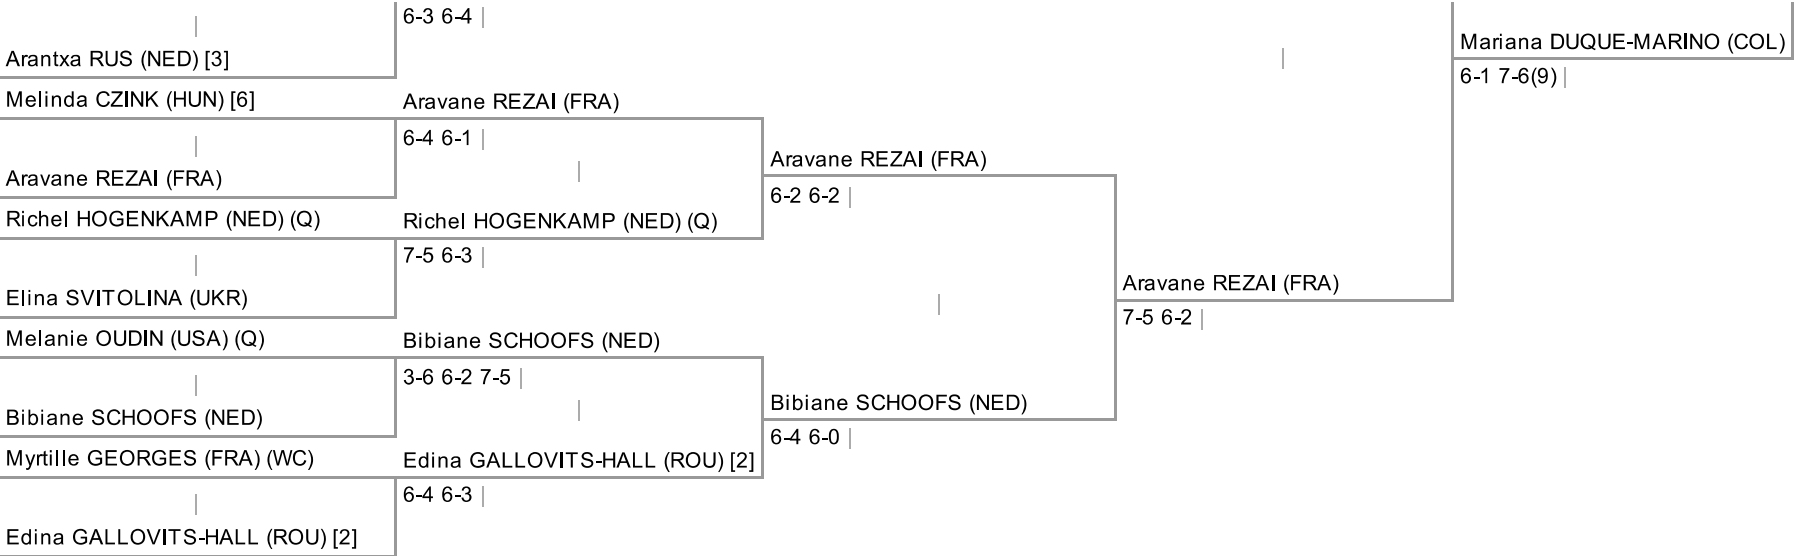 6-3 6-4
Arantxa RUS (NED) [3]
Melinda CZINK (HUN) [6]
Aravane REZAI (FRA)
Richel HOGENKAMP (NED) (Q)
Elina SVITOLINA (UKR)
Melanie OUDIN (USA) (Q)
Bibiane SCHOOFS (NED)
Myrtille GEORGES (FRA) (WC)
Edina GALLOVITS-HALL (ROU) [2]
Aravane REZAI (FRA)
6-4 6-1
Richel HOGENKAMP (NED) (Q)
7-5 6-3
Bibiane SCHOOFS (NED)
3-6 6-2 7-5
Edina GALLOVITS-HALL (ROU) [2]
6-4 6-3
Aravane REZAI (FRA)
6-2 6-2
Bibiane SCHOOFS (NED)
6-4 6-0
Aravane REZAI (FRA)
7-5 6-2
Mariana DUQUE-MARINO (COL)
6-1 7-6(9)